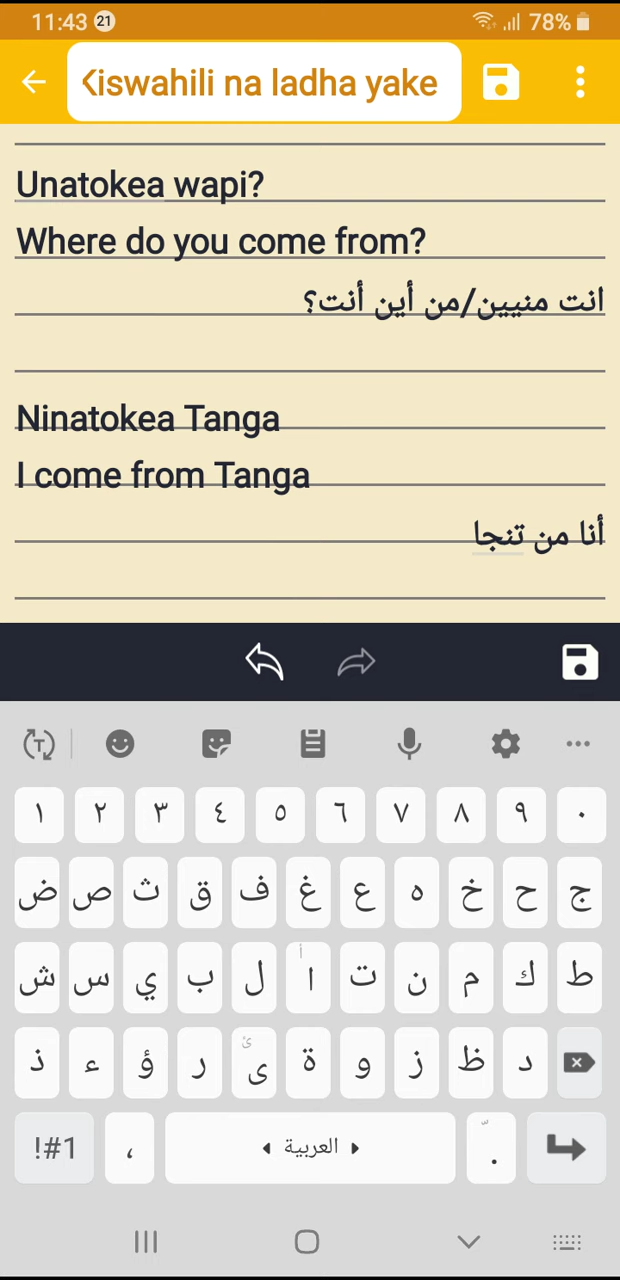 11:43 21 78%
Kiswahili na ladha yake
Unatokea wapi?
Where do you come from?
انت منيين/من أين أنت؟
Ninatokea Tanga
I come from Tanga
أنا من تنجا
١ ٢ ٣ ٤ ٥ ٦ ٧ ٨ ٩ ٠
ض ص ث ق ف غ ع ه خ ح ج
ش س ي ب ل ا أ ت ن م ك ط
ذ ء ؤ ر ى ئ ة و ز ظ د
!#1 ، العربية .